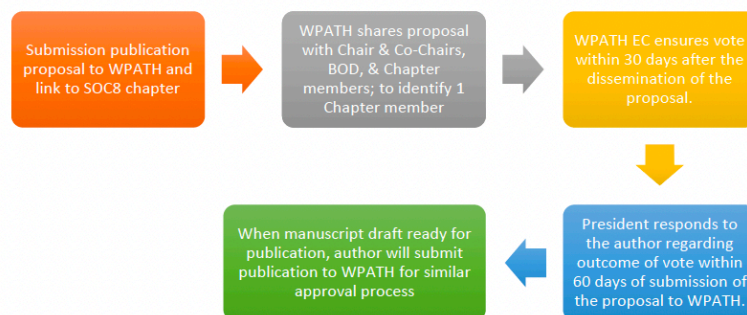 Submission publication
proposal to WPATH and
link to SOC8 chapter
WPATH shares proposal
with Chair & Co-Chairs,
BOD, & Chapter
members; to identify 1
Chapter member
WPATH EC ensures vote
within 30 days after the
dissemination of the
proposal.
President responds to
the author regarding
outcome of vote within
60 days of submission of
the proposal to WPATH.
When manuscript draft ready for
publication, author will submit
publication to WPATH for similar
approval process